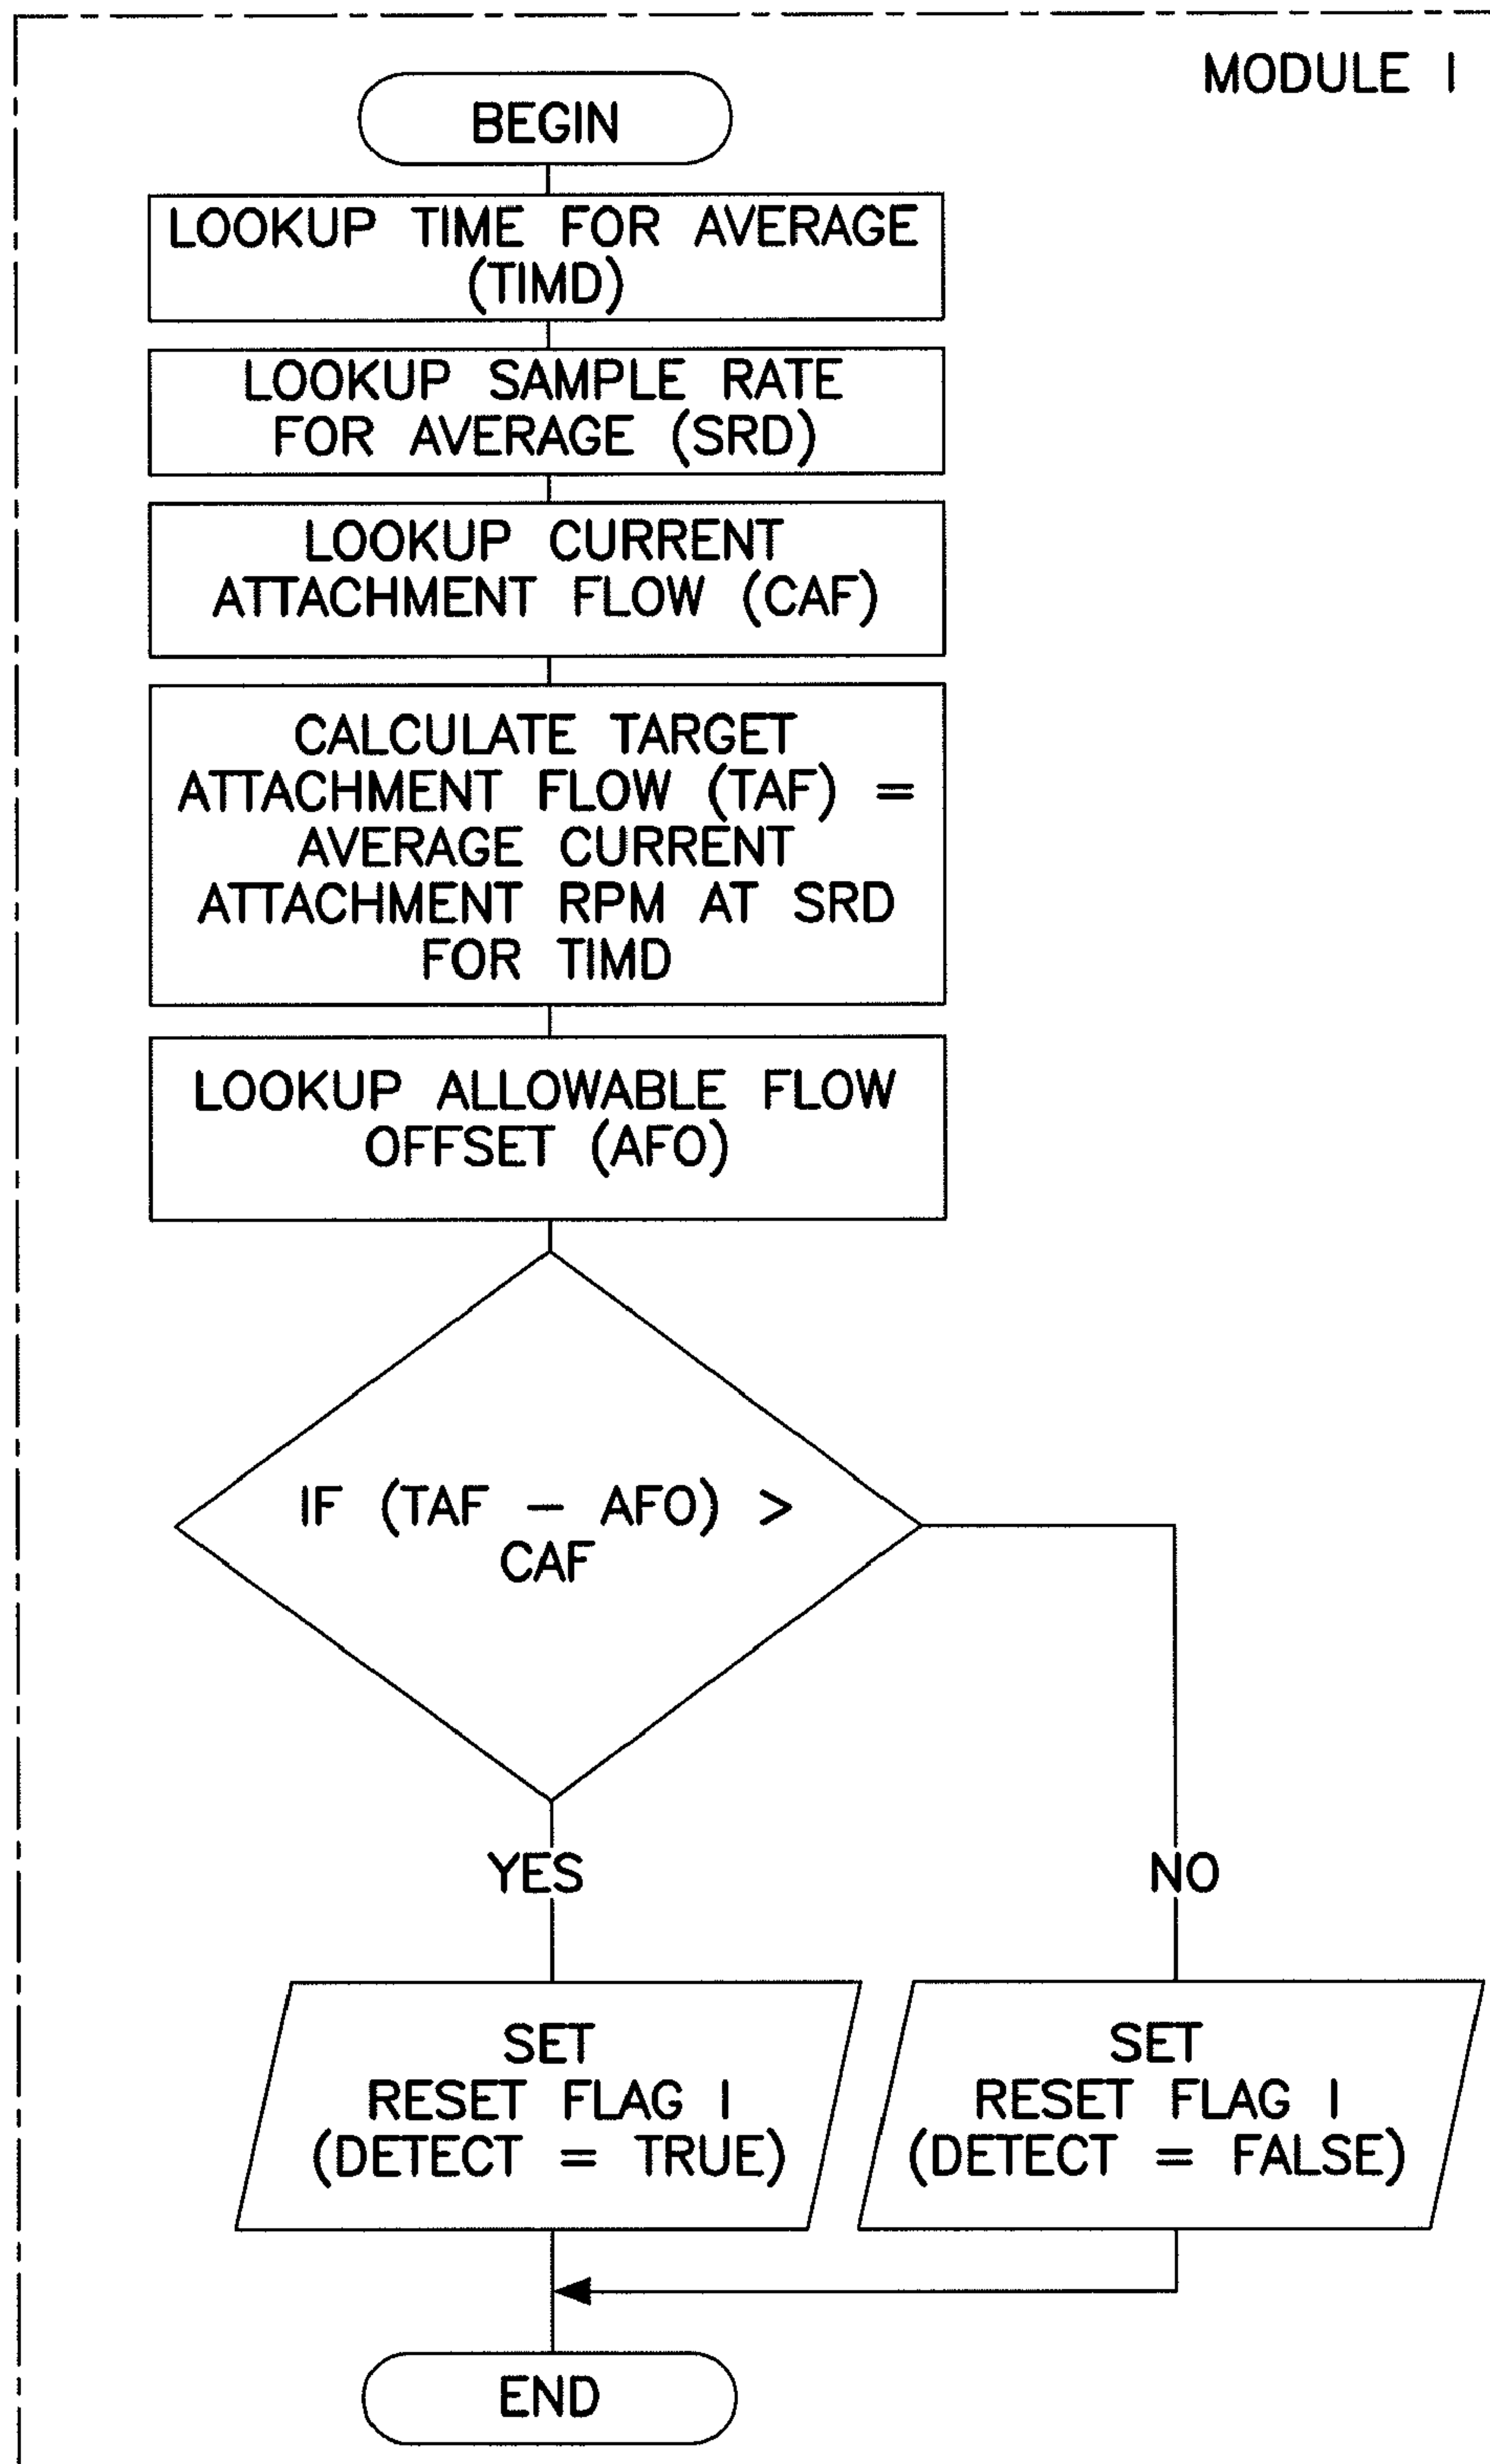 MODULE I
BEGIN
LOOKUP TIME FOR AVERAGE
(TIMD)
LOOKUP SAMPLE RATE
FOR AVERAGE (SRD)
LOOKUP CURRENT
ATTACHMENT FLOW (CAF)
CALCULATE TARGET
ATTACHMENT FLOW (TAF) =
AVERAGE CURRENT
ATTACHMENT RPM AT SRD
FOR TIMD
LOOKUP ALLOWABLE FLOW
OFFSET (AFO)
IF (TAF – AFO) >
CAF
YES
NO
SET
RESET FLAG I
(DETECT = TRUE)
SET
RESET FLAG I
(DETECT = FALSE)
END